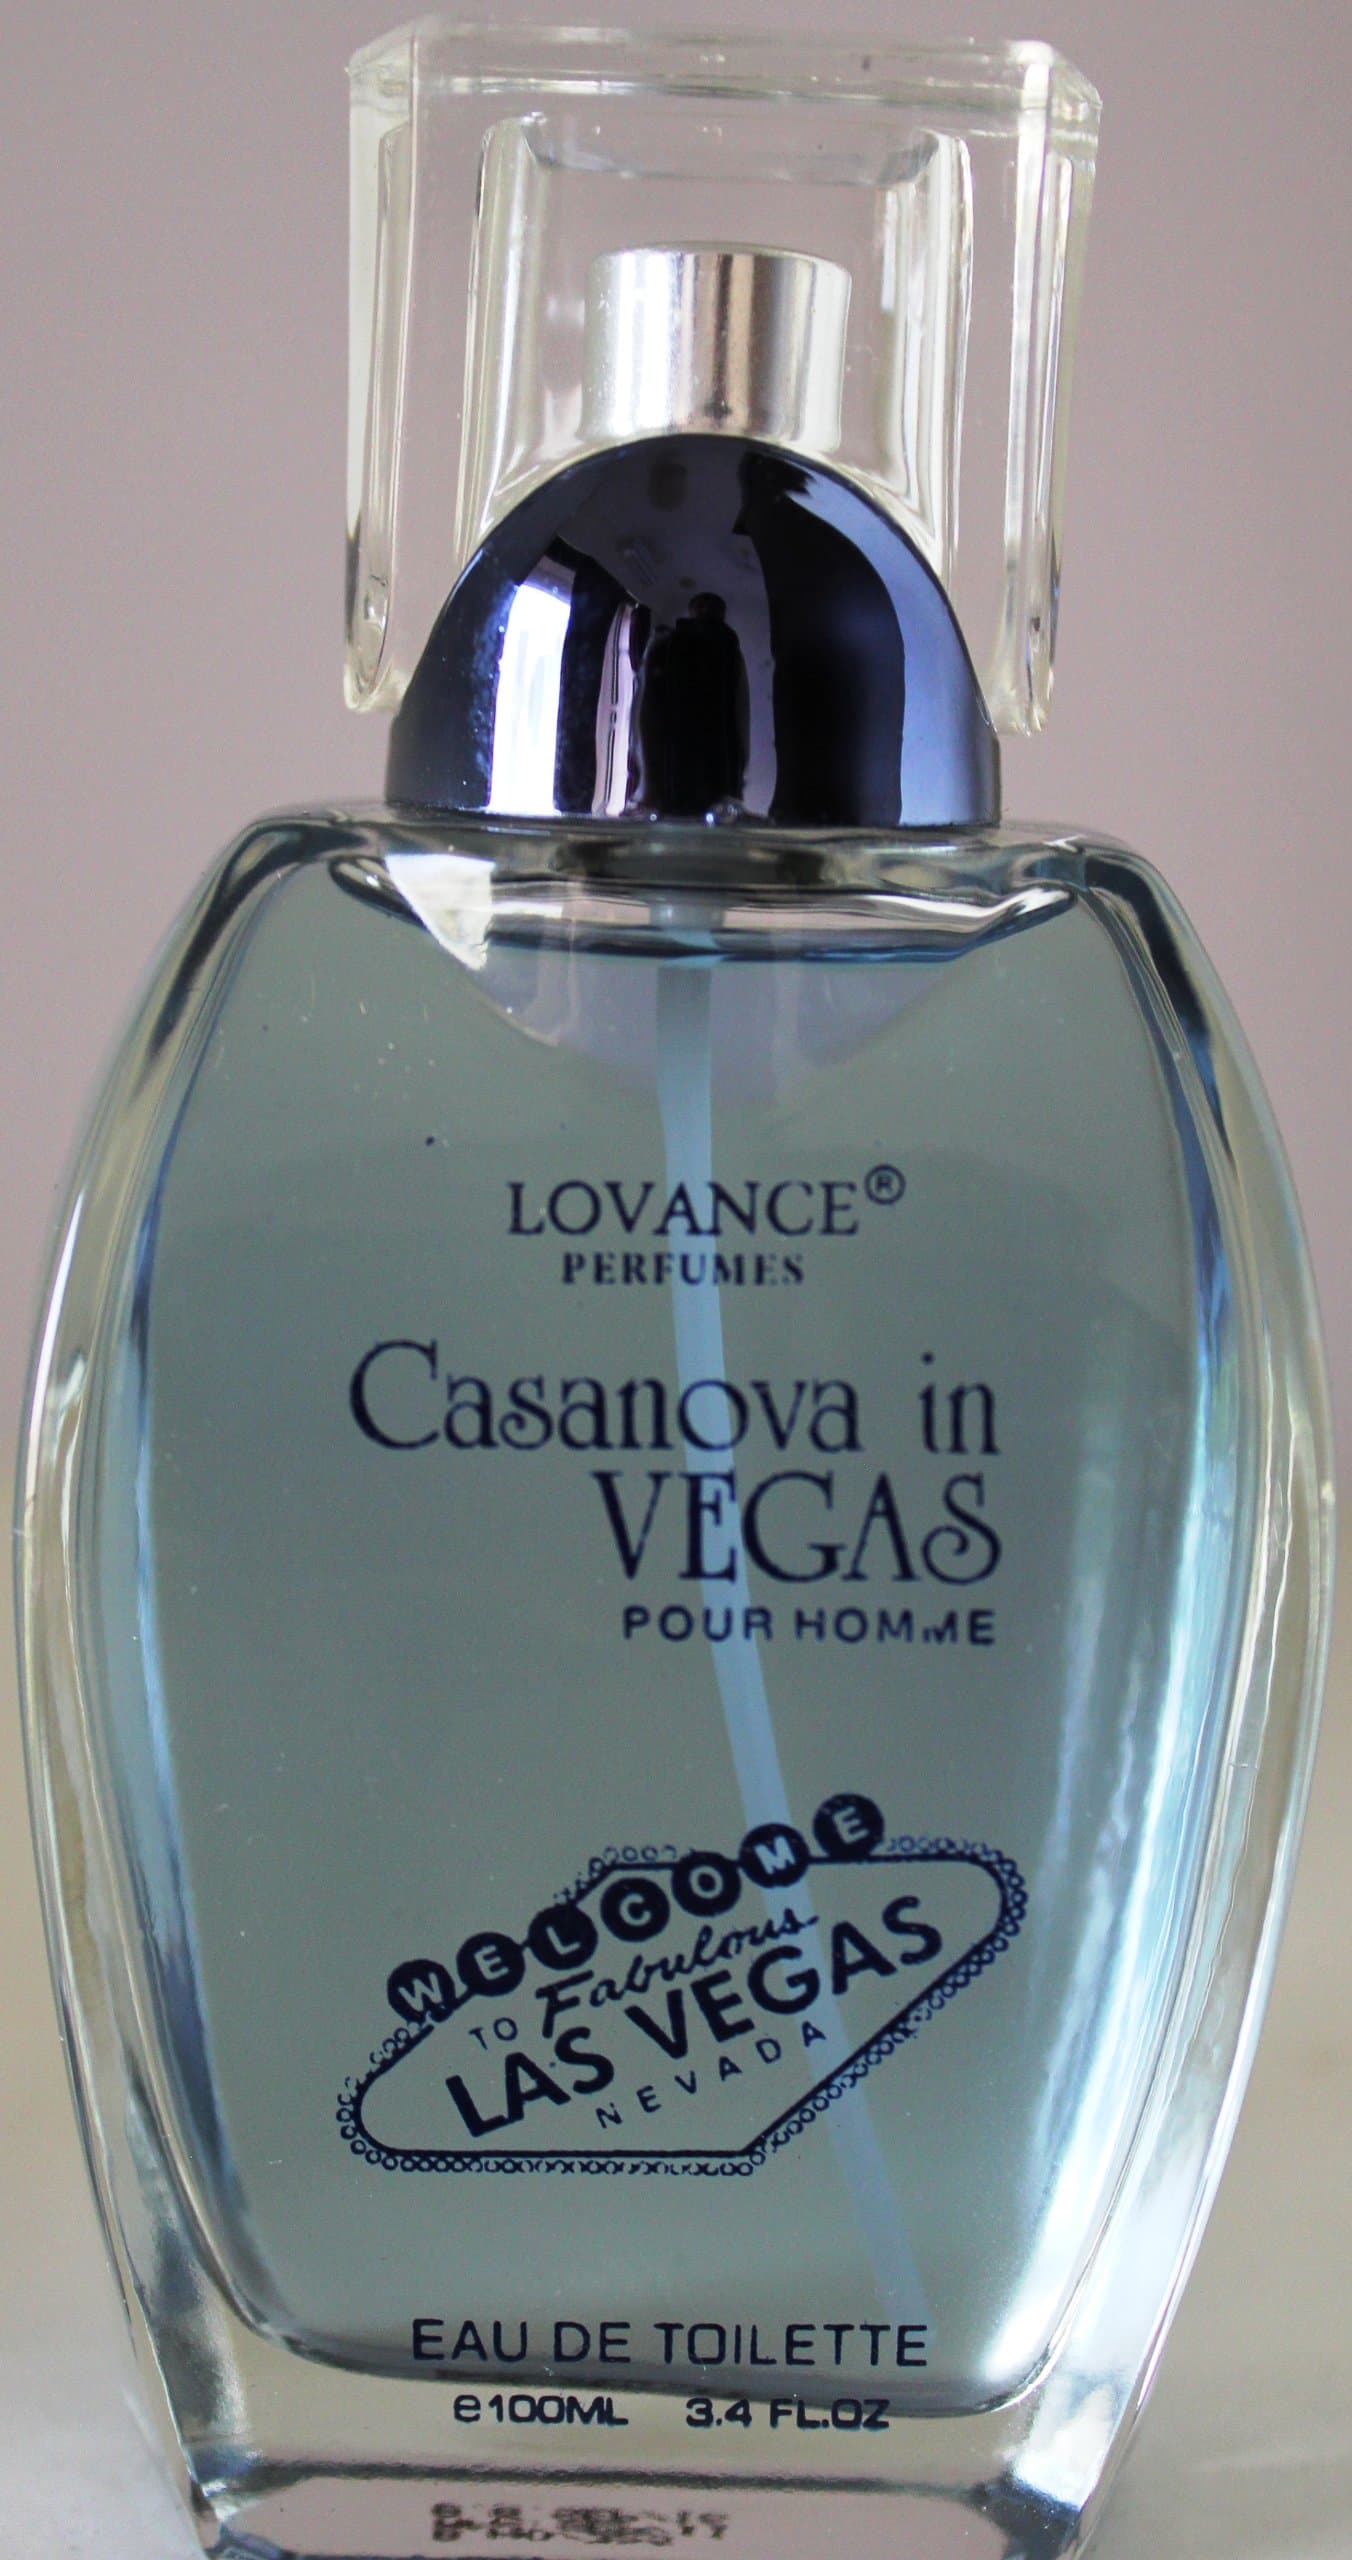 LOVANCE®
PERFUMES
Casanova in
VEGAS
POUR HOMME
WELCOME
TO Fabulous
LAS VEGAS
NEVADA
EAU DE TOILETTE
e100ML 3.4 FL.OZ